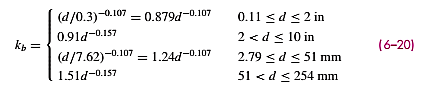 (d/0.3)^−0.107 = 0.879d^−0.107 0.11 ≤ d ≤ 2 in
0.91d^−0.157 2 < d ≤ 10 in
k_b = (6–20)
(d/7.62)^−0.107 = 1.24d^−0.107 2.79 ≤ d ≤ 51 mm
1.51d^−0.157 51 < d ≤ 254 mm